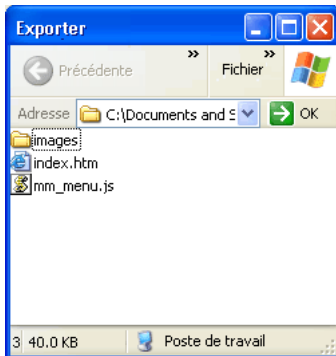 Exporter
Précédente » Fichier »
Adresse C:\Documents and S OK
images
index.htm
mm_menu.js
3 40.0 KB Poste de travail